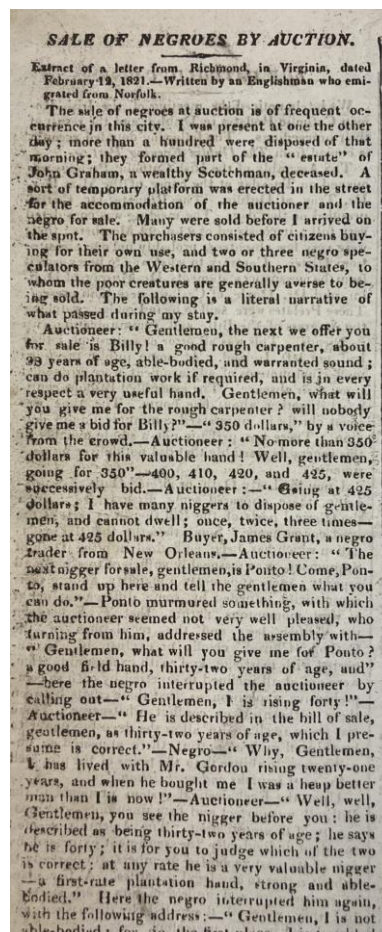 SALE OF NEGROES BY AUCTION.
Extract of a letter from Richmond, in Virginia, dated
February 12, 1821.—Written by an Englishman who emi-
grated from Norfolk.
The sale of negroes at auction is of frequent oc-
currence in this city. I was present at one the other
day; more than a hundred were disposed of that
morning; they formed part of the "estate" of
John Graham, a wealthy Scotchman, deceased. A
sort of temporary platform was erected in the street
for the accommodation of the auctioner and the
negro for sale. Many were sold before I arrived on
the spot. The purchasers consisted of citizens buy-
ing for their own use, and two or three negro spe-
culators from the Western and Southern States, to
whom the poor creatures are generally averse to be-
ing sold. The following is a literal narrative of
what passed during my stay.
Auctioneer: "Gentlemen, the next we offer you
for sale is Billy! a good rough carpenter, about
33 years of age, able-bodied, and warranted sound;
can do plantation work if required, and is in every
respect a very useful hand. Gentlemen, what will
you give me for the rough carpenter? will nobody
give me a bid for Billy?"—"350 dollars," by a voice
from the crowd.—Auctioneer: "No more than 350
dollars for this valuable hand! Well, gentlemen,
going for 350"—400, 410, 420, and 425, were
successively bid.—Auctioneer:—"Going at 425
dollars; I have many niggers to dispose of gentle-
men, and cannot dwell; once, twice, three times—
gone at 425 dollars." Buyer, James Grant, a negro
trader from New Orleans.—Auctioneer: "The
next nigger for sale, gentlemen, is Ponto! Come, Pon-
to, stand up here and tell the gentlemen what you
can do."—Ponto murmured something, with which
the auctioneer seemed not very well pleased, who
turning from him, addressed the assembly with—
"Gentlemen, what will you give me for Ponto?
a good field hand, thirty-two years of age, and"
—here the negro interrupted the auctioneer by
calling out—"Gentlemen, I is rising forty!"—
Auctioneer—"He is described in the bill of sale,
gentlemen, as thirty-two years of age, which I pre-
sume is correct."—Negro—"Why, Gentlemen,
I has lived with Mr. Gordon rising twenty-one
years, and when he bought me I was a heap better
man than I is now!"—Auctioneer—"Well, well,
Gentlemen, you see the nigger before you: he is
described as being thirty-two years of age; he says
he is forty; it is for you to judge which of the two
is correct: at any rate he is a very valuable nigger
—a first-rate plantation hand, strong and able-
bodied." Here the negro interrupted him again,
with the following address:—"Gentlemen, I is not
able-bodied; for in the first place,